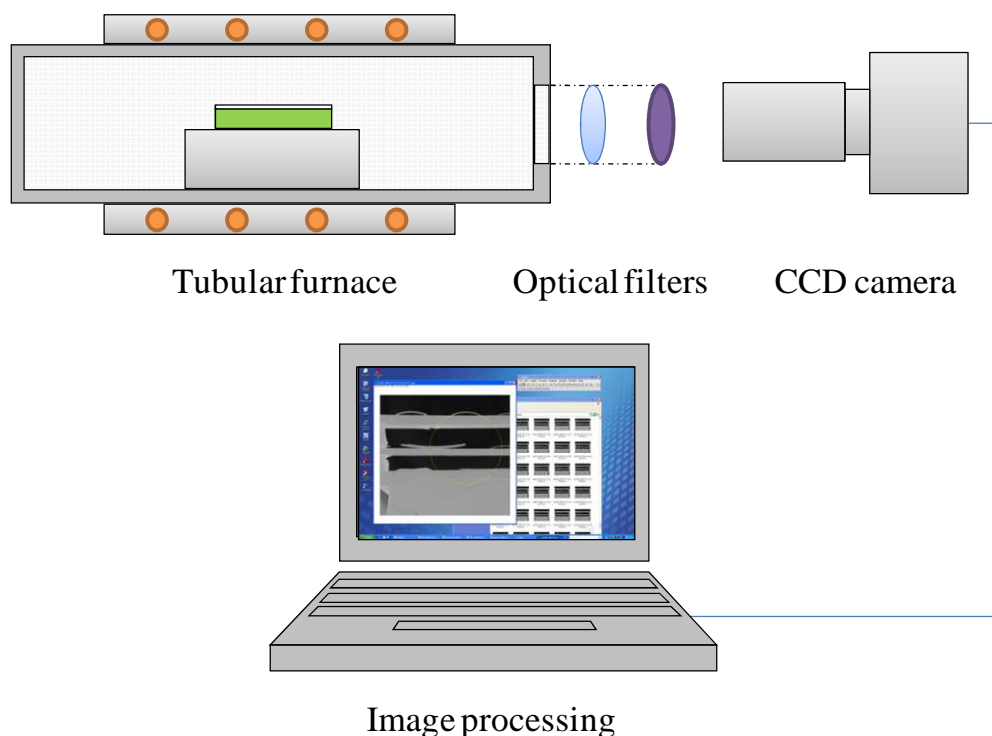 Tubular furnace
Optical filters
CCD camera
Image processing